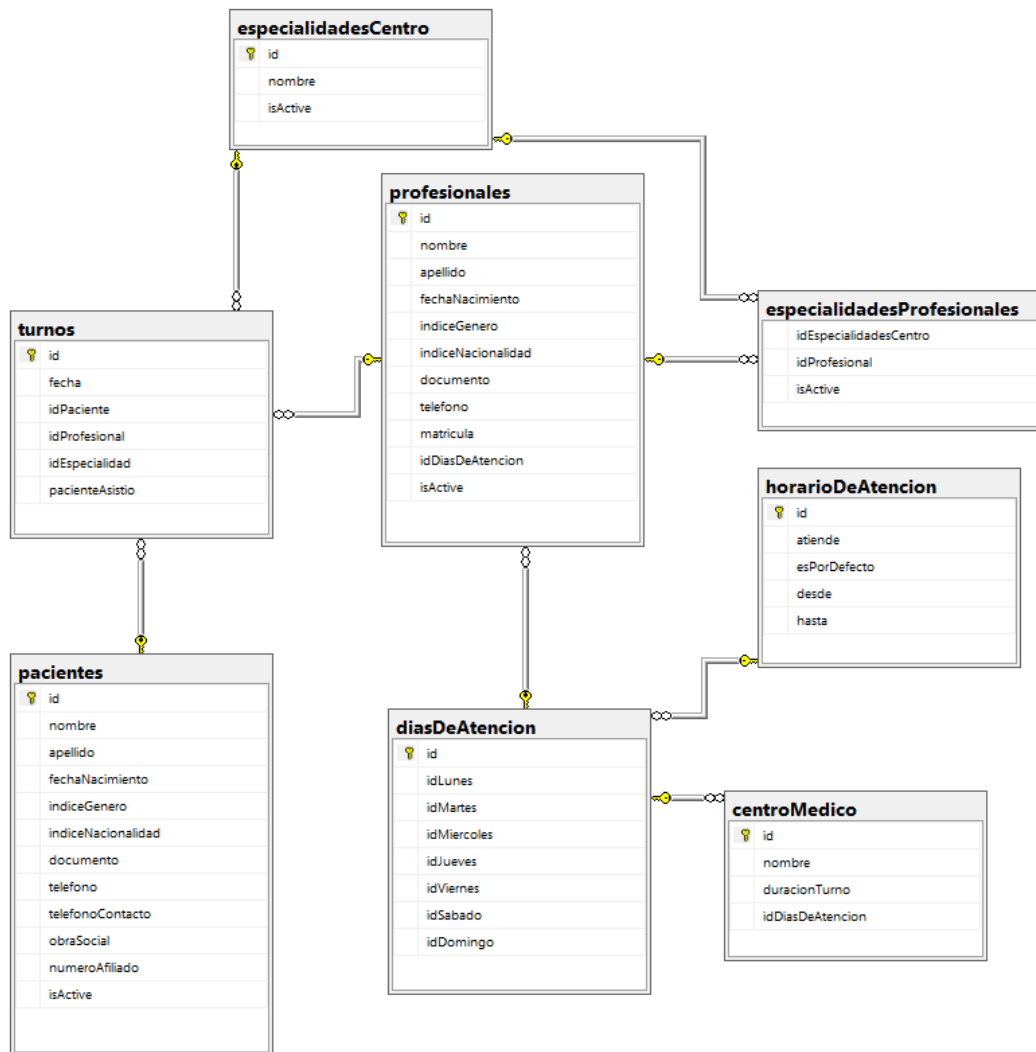 especialidadesCentro
id
nombre
isActive
profesionales
id
nombre
apellido
fechaNacimiento
indiceGenero
indiceNacionalidad
documento
telefono
matricula
idDiasDeAtencion
isActive
especialidadesProfesionales
idEspecialidadesCentro
idProfesional
isActive
turnos
id
fecha
idPaciente
idProfesional
idEspecialidad
pacienteAsistio
horarioDeAtencion
id
atiende
esPorDefecto
desde
hasta
pacientes
id
nombre
apellido
fechaNacimiento
indiceGenero
indiceNacionalidad
documento
telefono
telefonoContacto
obraSocial
numeroAfiliado
isActive
diasDeAtencion
id
idLunes
idMartes
idMiercoles
idJueves
idViernes
idSabado
idDomingo
centroMedico
id
nombre
duracionTurno
idDiasDeAtencion